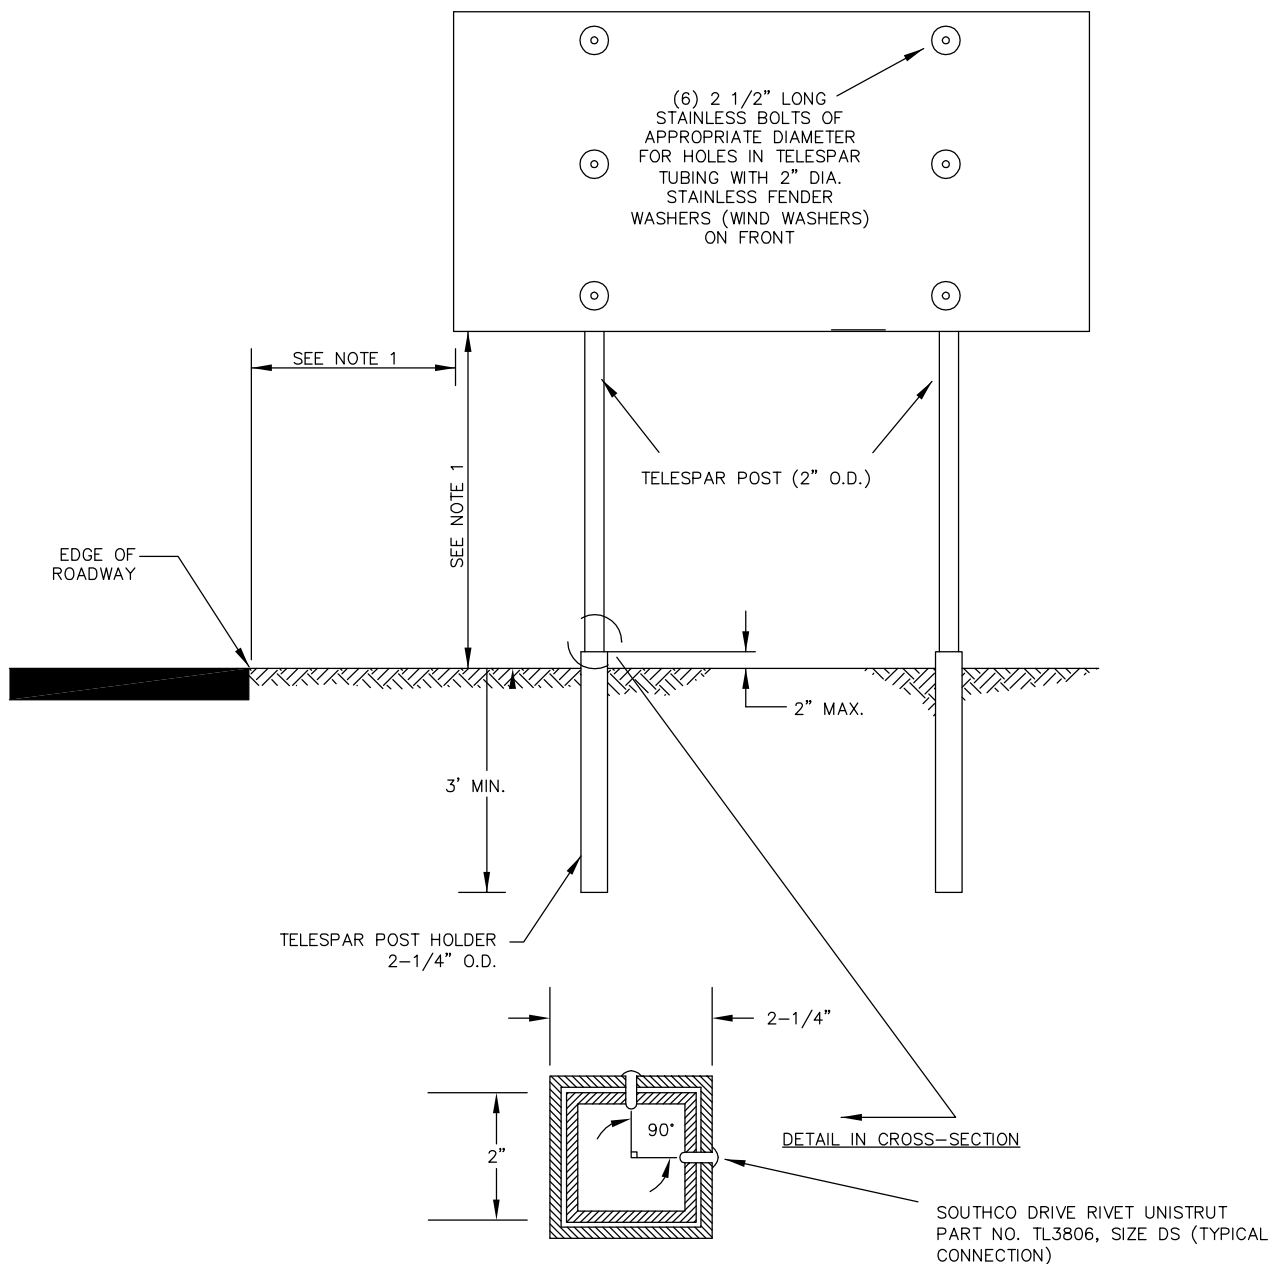 (6) 2 1/2" LONG
STAINLESS BOLTS OF
APPROPRIATE DIAMETER
FOR HOLES IN TELESPAR
TUBING WITH 2" DIA.
STAINLESS FENDER
WASHERS (WIND WASHERS)
ON FRONT
SEE NOTE 1
SEE NOTE 1
TELESPAR POST (2" O.D.)
EDGE OF
ROADWAY
2" MAX.
3' MIN.
TELESPAR POST HOLDER
2-1/4" O.D.
2-1/4"
90°
2"
DETAIL IN CROSS-SECTION
SOUTHCO DRIVE RIVET UNISTRUT
PART NO. TL3806, SIZE DS (TYPICAL
CONNECTION)